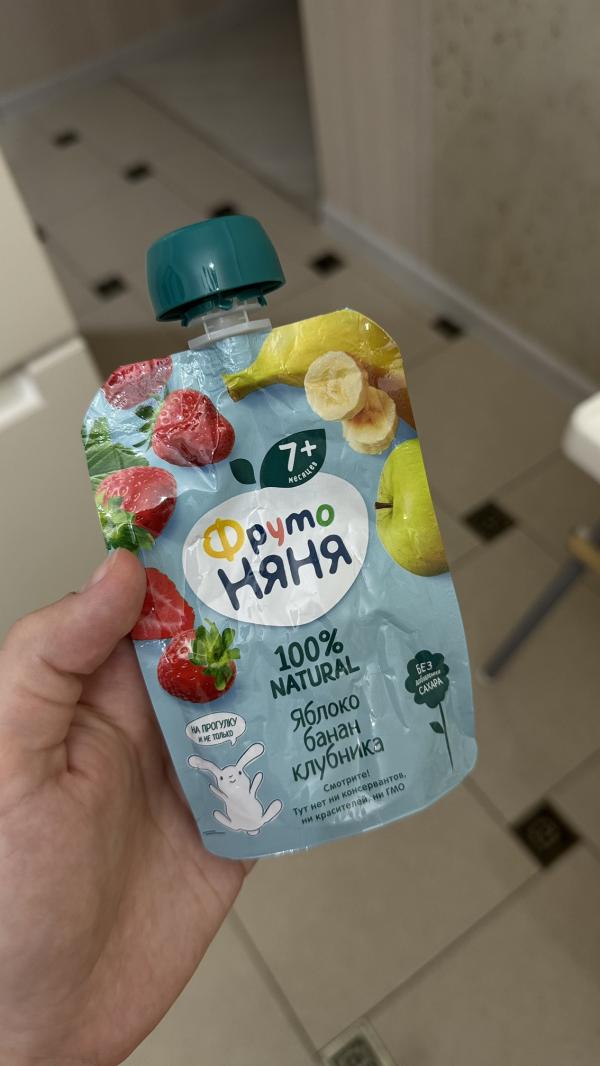 7+
месяцев
Фруто
НЯНЯ
100%
NATURAL
Яблоко
банан
клубника
БЕЗ
добавления
САХАРА
НА ПРОГУЛКУ
И НЕ ТОЛЬКО
Смотрите!
Тут нет ни консервантов,
ни красителей, ни ГМО